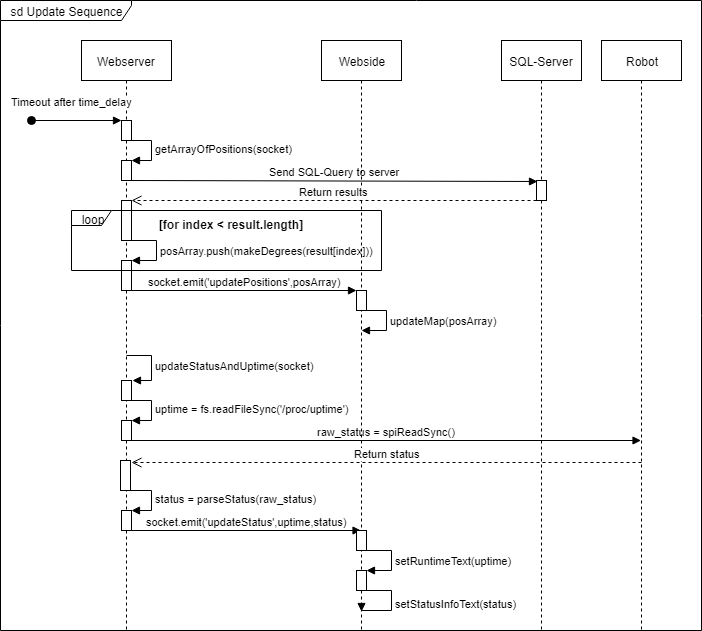 sd Update Sequence
Webserver
Webside
SQL-Server
Robot
Timeout after time_delay
getArrayOfPositions(socket)
Send SQL-Query to server
Return results
loop
[for index < result.length]
posArray.push(makeDegrees(result[index]))
socket.emit('updatePositions',posArray)
updateMap(posArray)
updateStatusAndUptime(socket)
uptime = fs.readFileSync('/proc/uptime')
raw_status = spiReadSync()
Return status
status = parseStatus(raw_status)
socket.emit('updateStatus',uptime,status)
setRuntimeText(uptime)
setStatusInfoText(status)